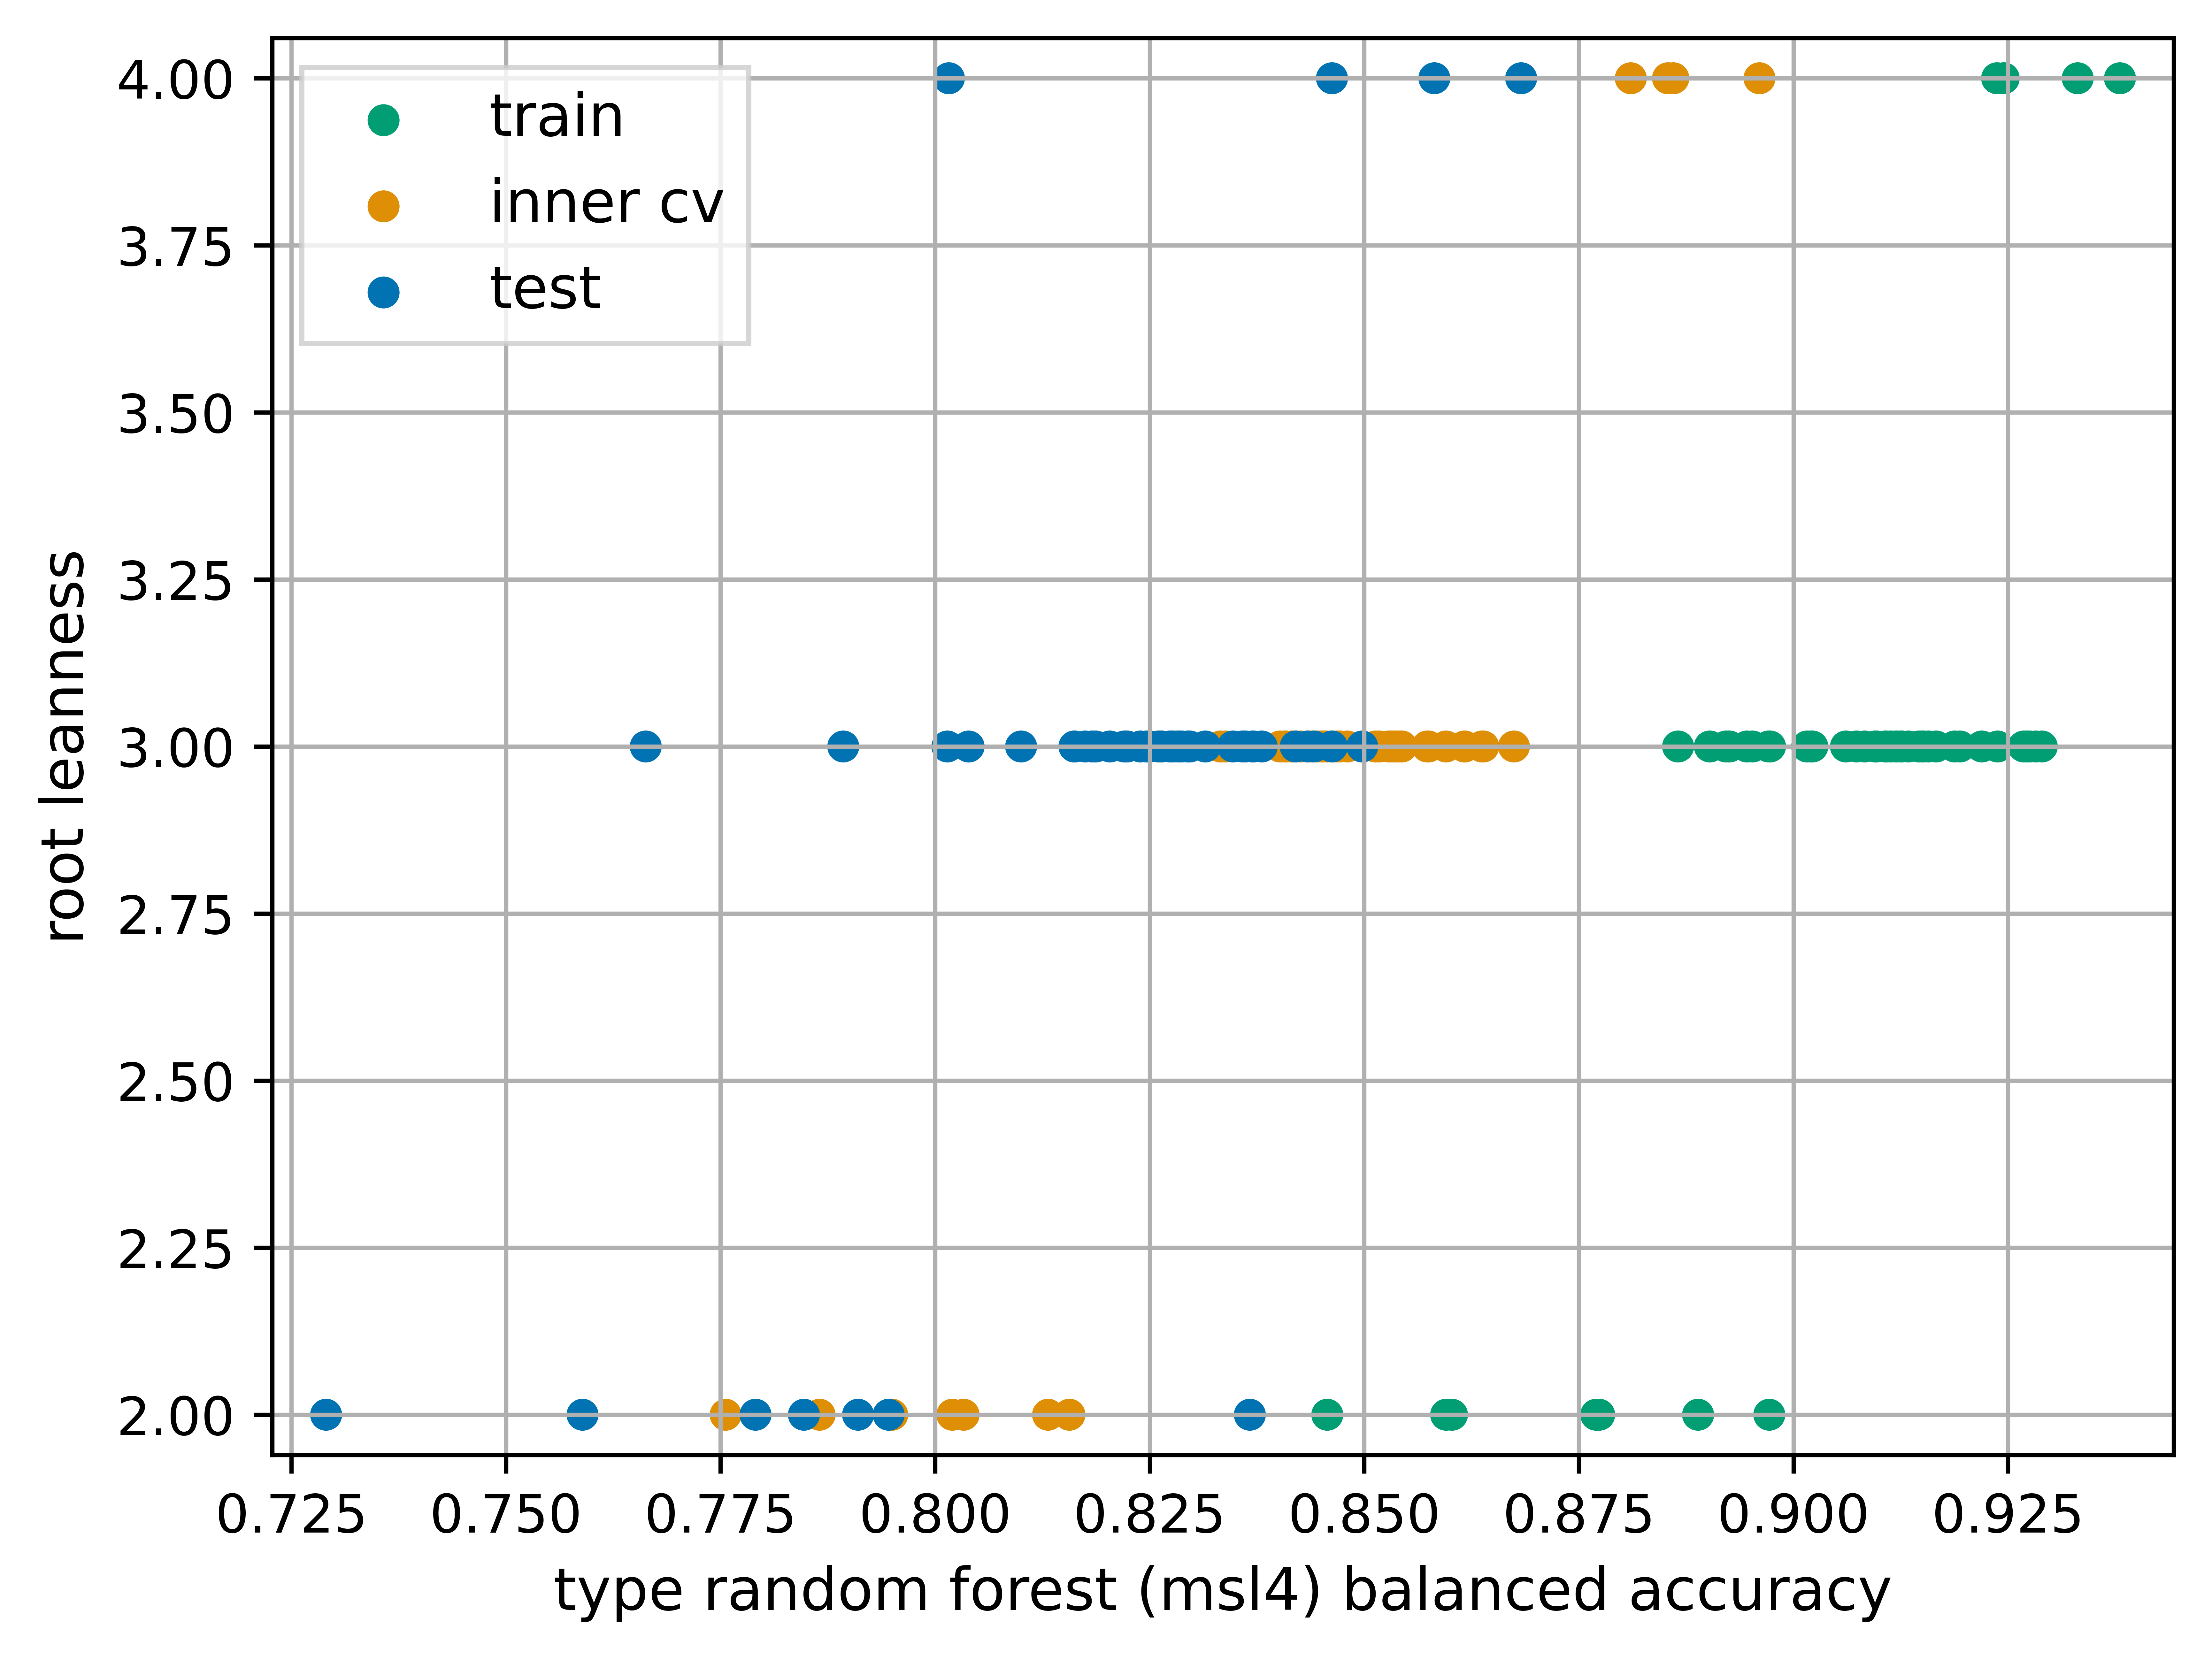 4.00
3.75
3.50
3.25
3.00
2.75
2.50
2.25
2.00
root leanness
train
inner cv
test
0.725 0.750 0.775 0.800 0.825 0.850 0.875 0.900 0.925
type random forest (msl4) balanced accuracy